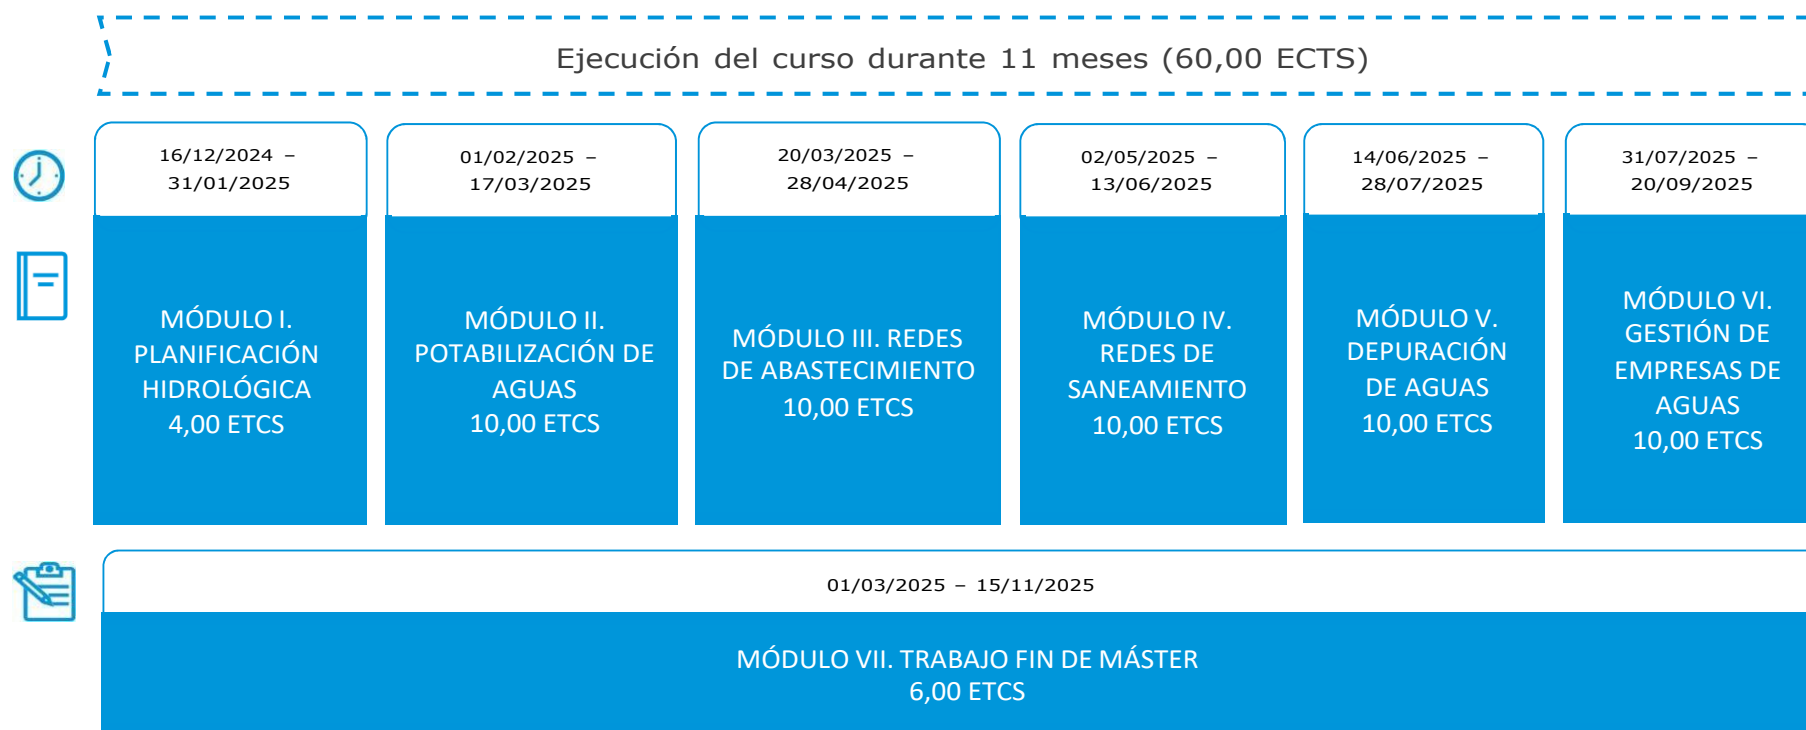 Ejecución del curso durante 11 meses (60,00 ECTS)
16/12/2024 –
31/01/2025
01/02/2025 –
17/03/2025
20/03/2025 –
28/04/2025
02/05/2025 –
13/06/2025
14/06/2025 –
28/07/2025
31/07/2025 –
20/09/2025
MÓDULO I.
PLANIFICACIÓN
HIDROLÓGICA
4,00 ETCS
MÓDULO II.
POTABILIZACIÓN DE
AGUAS
10,00 ETCS
MÓDULO III. REDES
DE ABASTECIMIENTO
10,00 ETCS
MÓDULO IV.
REDES DE
SANEAMIENTO
10,00 ETCS
MÓDULO V.
DEPURACIÓN
DE AGUAS
10,00 ETCS
MÓDULO VI.
GESTIÓN DE
EMPRESAS DE
AGUAS
10,00 ETCS
01/03/2025 – 15/11/2025
MÓDULO VII. TRABAJO FIN DE MÁSTER
6,00 ETCS